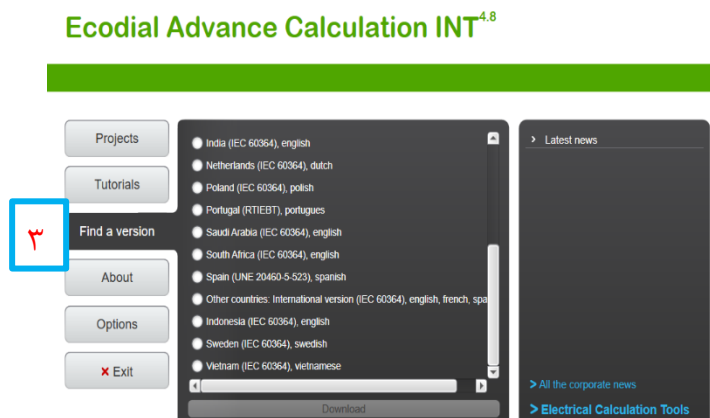 Ecodial Advance Calculation INT4.8
Projects
Tutorials
Find a version
About
Options
× Exit
٣
India (IEC 60364), english
Netherlands (IEC 60364), dutch
Poland (IEC 60364), polish
Portugal (RTIEBT), portugues
Saudi Arabia (IEC 60364), english
South Africa (IEC 60364), english
Spain (UNE 20460-5-523), spanish
Other countries: International version (IEC 60364), english, french, spa
Indonesia (IEC 60364), english
Sweden (IEC 60364), swedish
Vietnam (IEC 60364), vietnamese
Download
> Latest news
> All the corporate news
> Electrical Calculation Tools